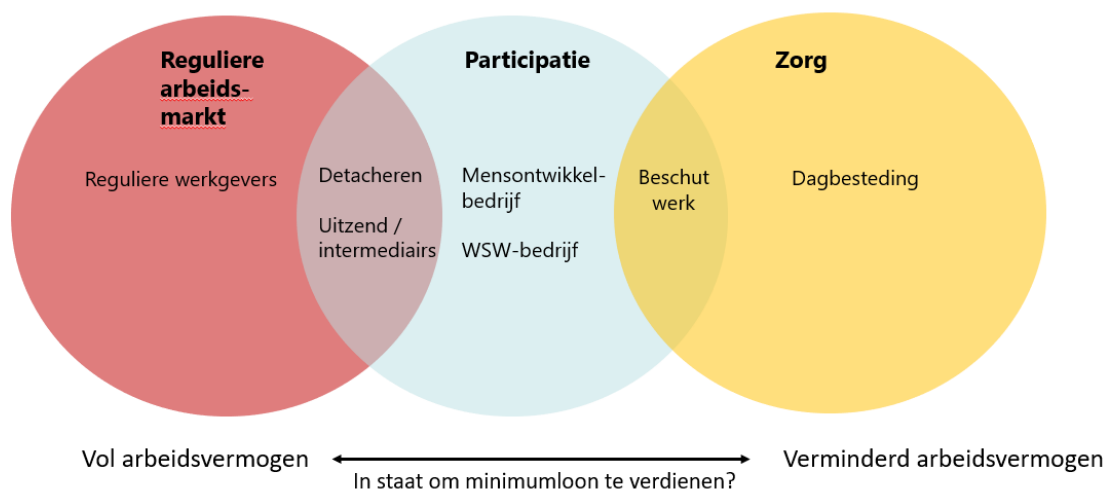 Reguliere
arbeids-
markt
Participatie
Zorg
Reguliere werkgevers
Detacheren
Uitzend /
intermediairs
Mensontwikkel-
bedrijf
WSW-bedrijf
Beschut
werk
Dagbesteding
Vol arbeidsvermogen
Verminderd arbeidsvermogen
In staat om minimumloon te verdienen?